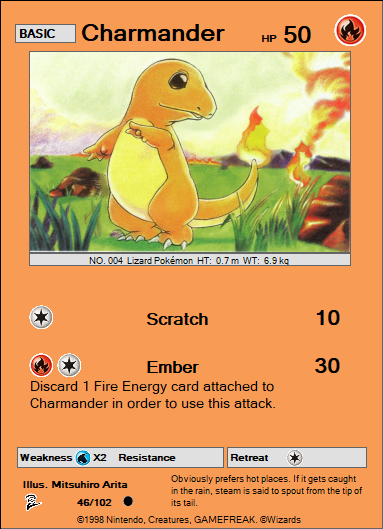 BASIC Charmander HP 50
NO. 004 Lizard Pokémon HT: 0.7 m WT: 6.9 kg
Scratch 10
Ember 30
Discard 1 Fire Energy card attached to
Charmander in order to use this attack.
Weakness X2 Resistance Retreat
Illus. Mitsuhiro Arita
46/102
Obviously prefers hot places. If it gets caught
in the rain, steam is said to spout from the tip of
its tail.
©1998 Nintendo, Creatures, GAMEFREAK. ©Wizards